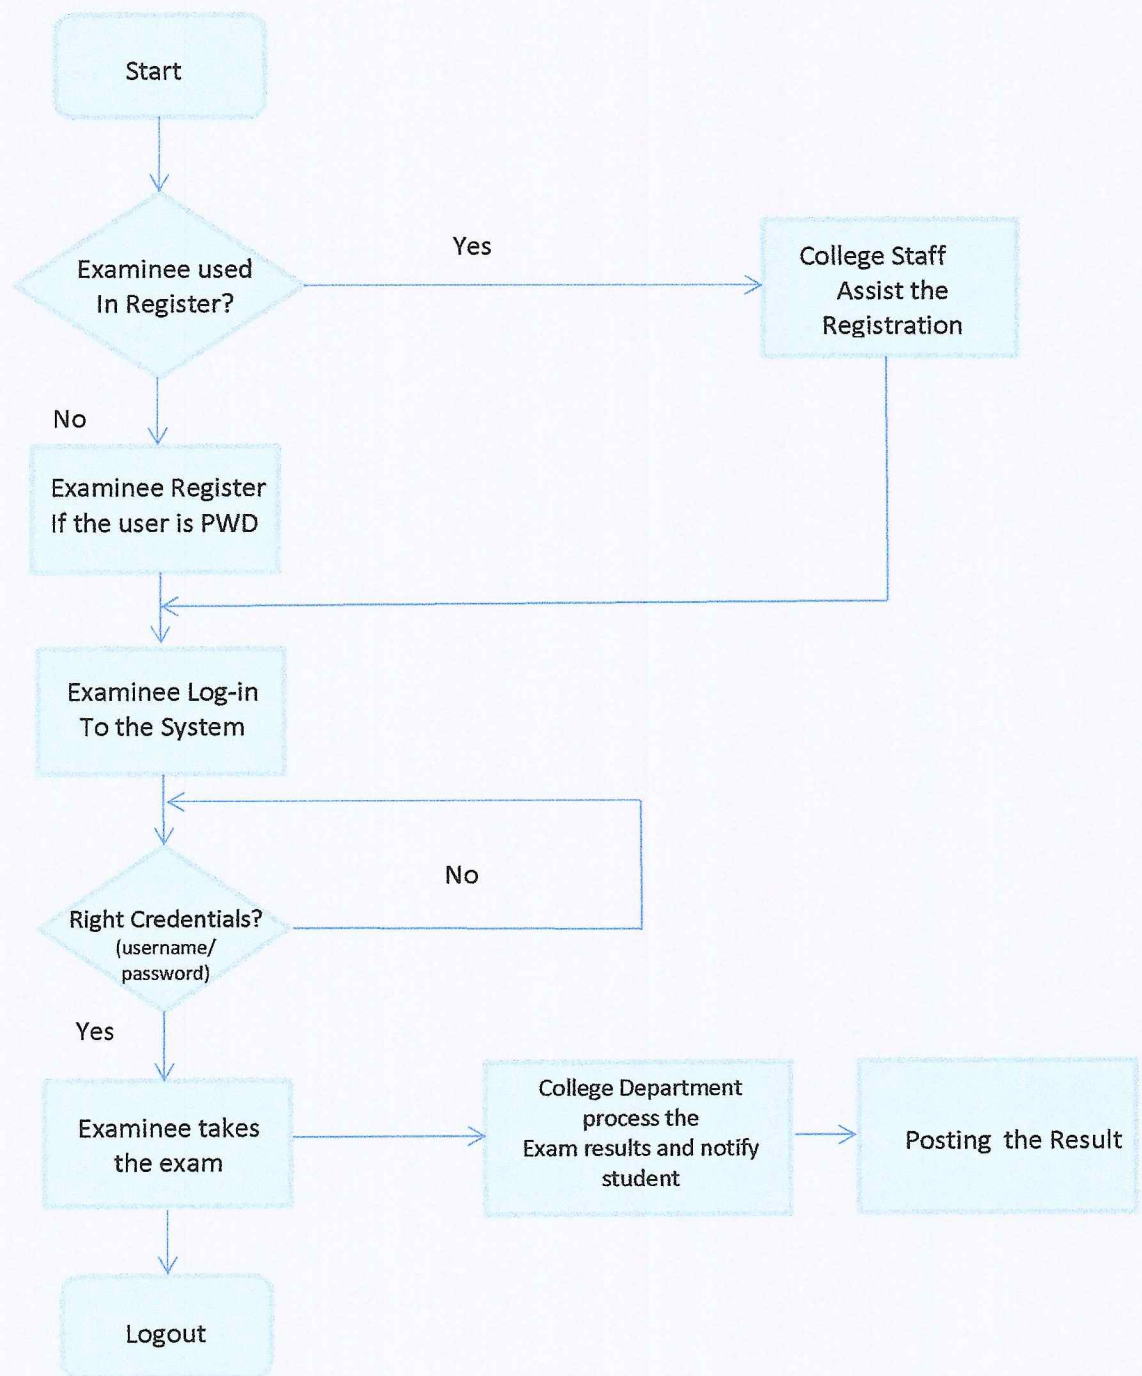 Start
Examinee used
In Register?
Yes
College Staff
Assist the
Registration
No
Examinee Register
If the user is PWD
Examinee Log-in
To the System
No
Right Credentials?
(username/
password)
Yes
Examinee takes
the exam
College Department
process the
Exam results and notify
student
Posting the Result
Logout